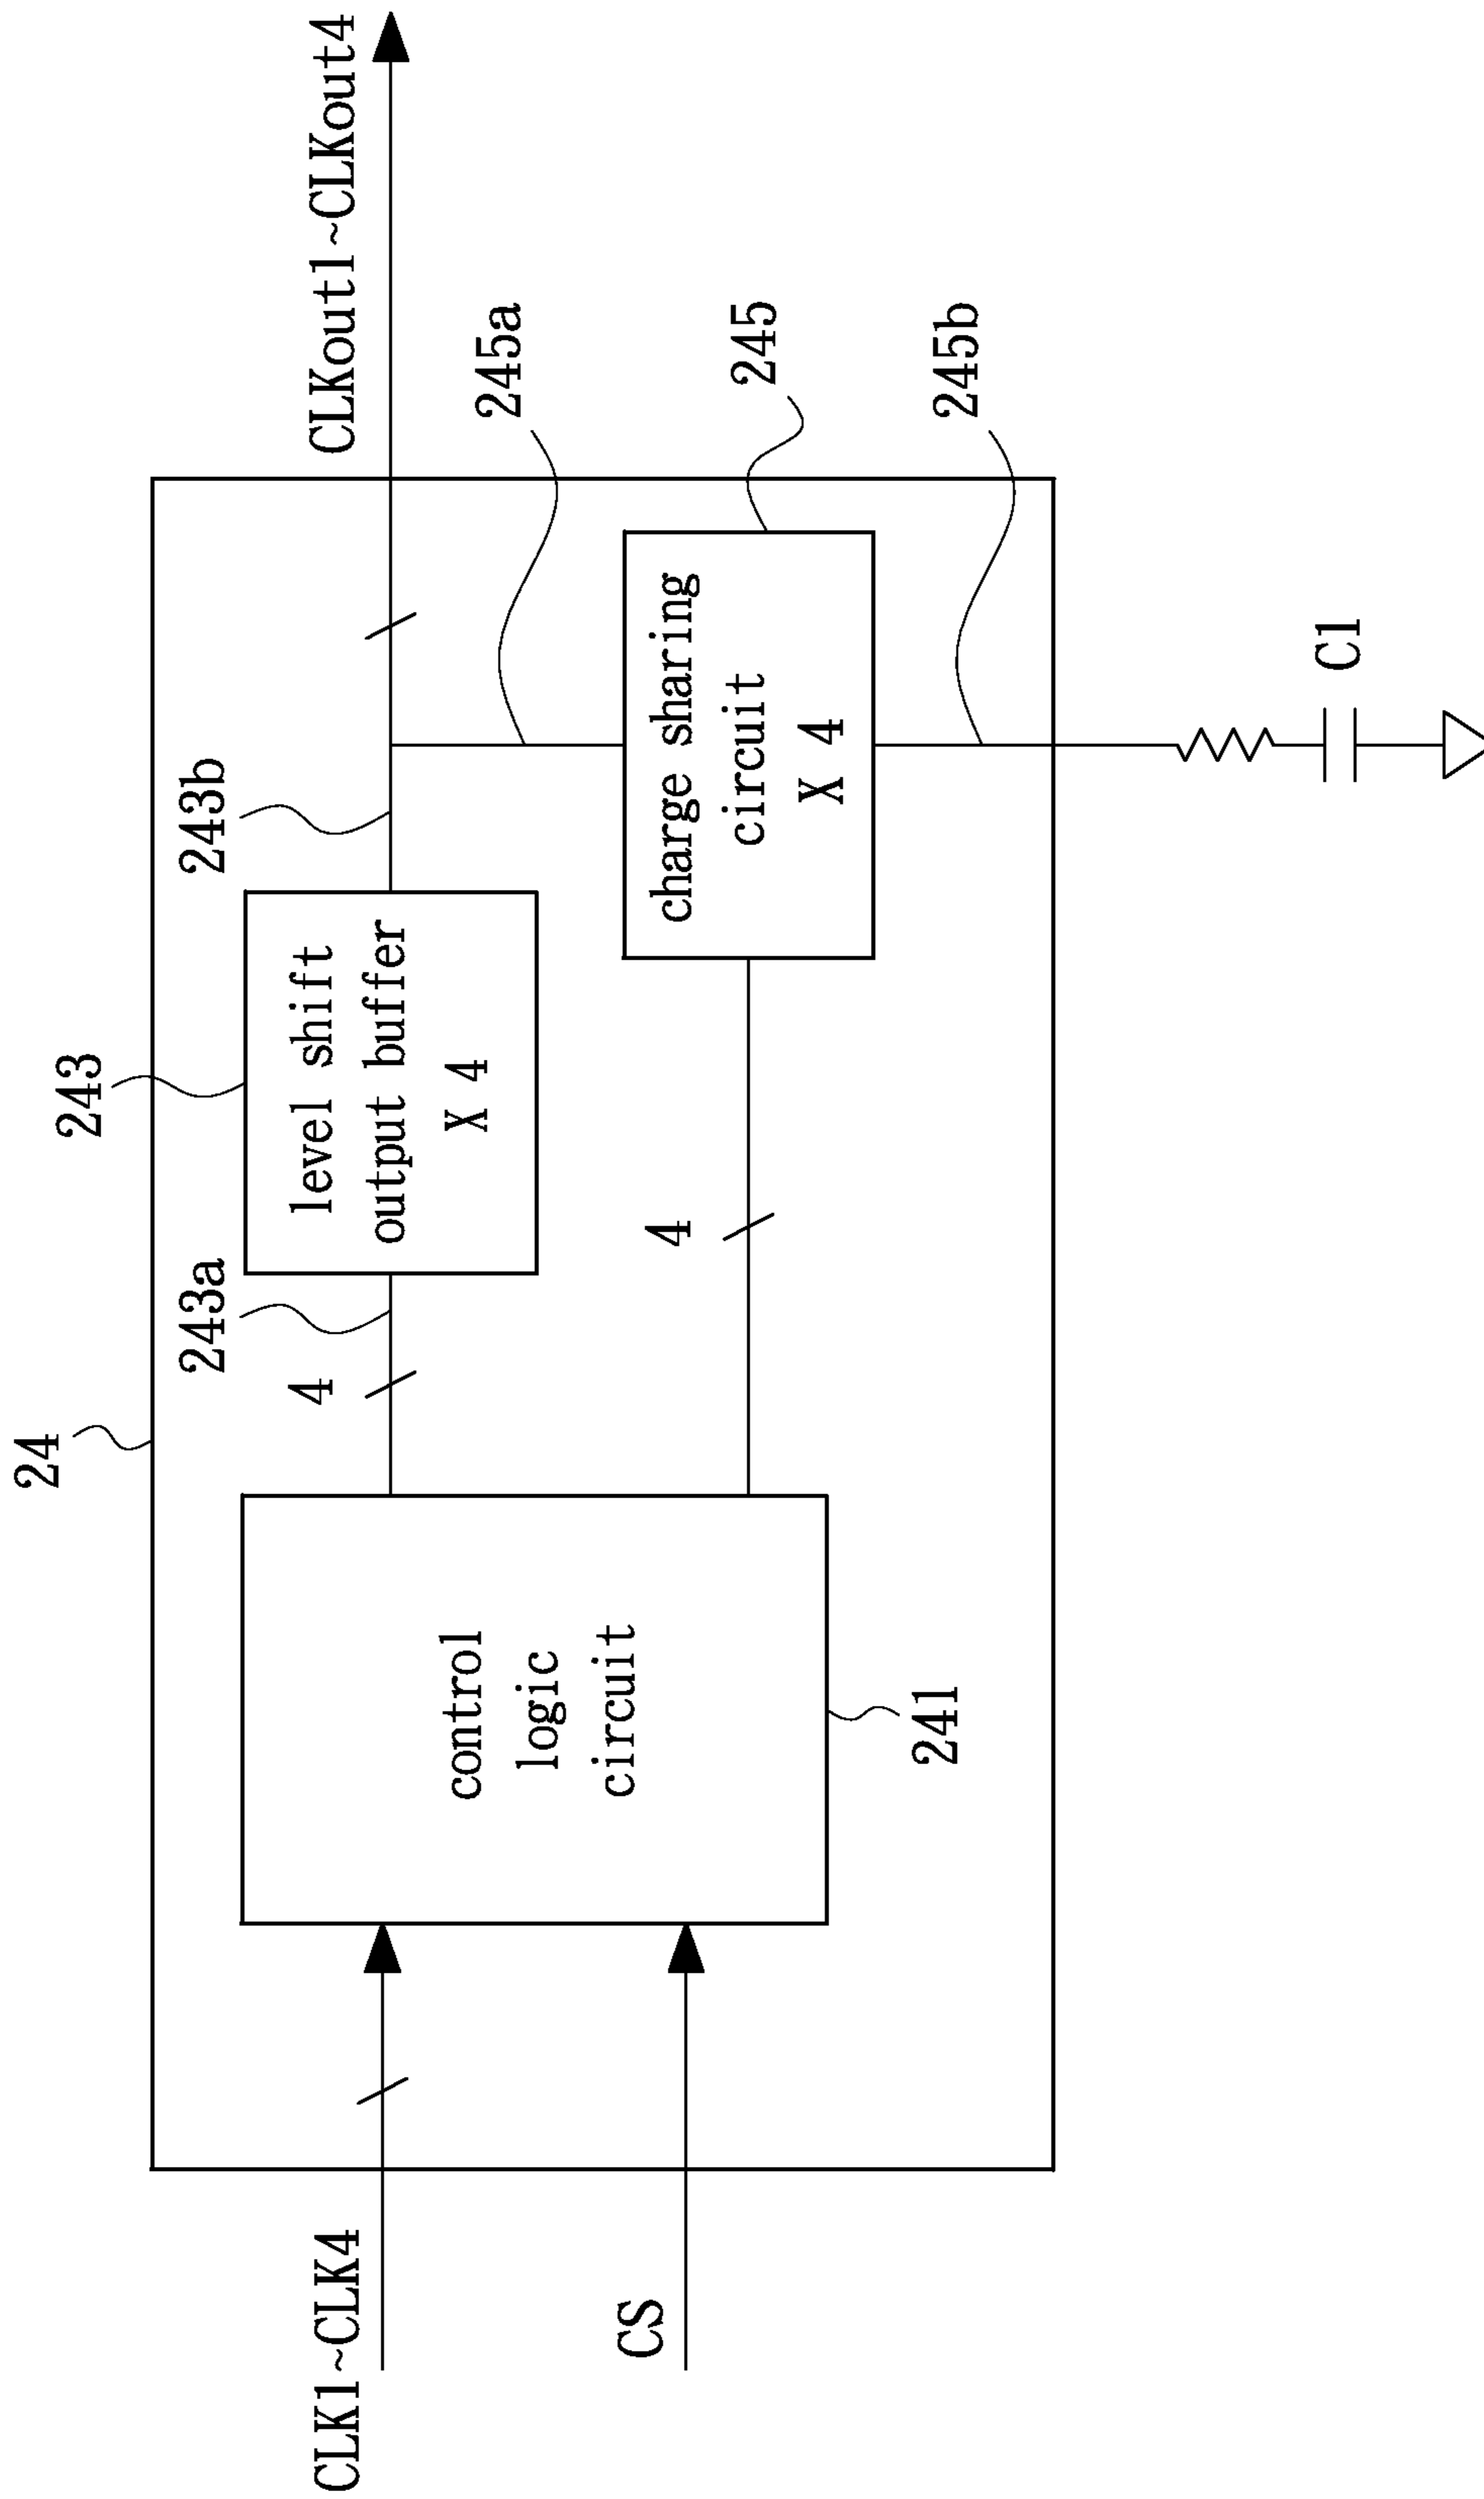 24
243
243a
243b
CLKout1~CLKout4
CLK1~CLK4
4
level shift
output buffer
X 4
245a
control
logic
circuit
CS
4
charge sharing
circuit
X 4
245
241
245b
C1